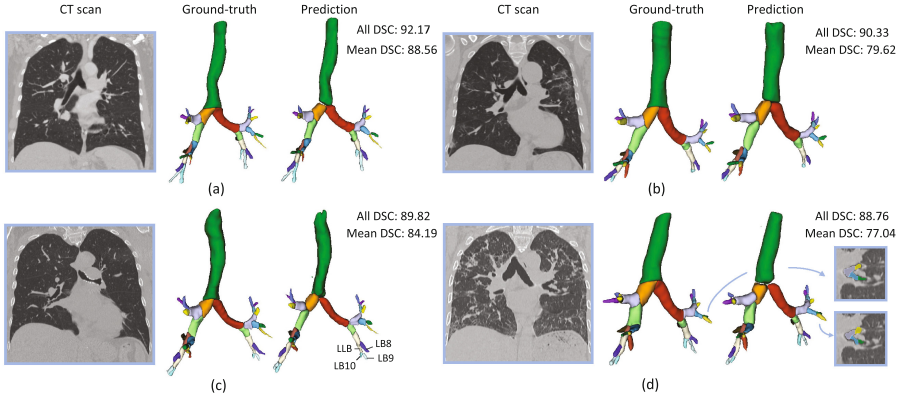 CT scan Ground-truth Prediction
All DSC: 92.17
Mean DSC: 88.56
(a)
CT scan Ground-truth Prediction
All DSC: 90.33
Mean DSC: 79.62
(b)
All DSC: 89.82
Mean DSC: 84.19
LLB LB8
LB10 LB9
(c)
All DSC: 88.76
Mean DSC: 77.04
(d)